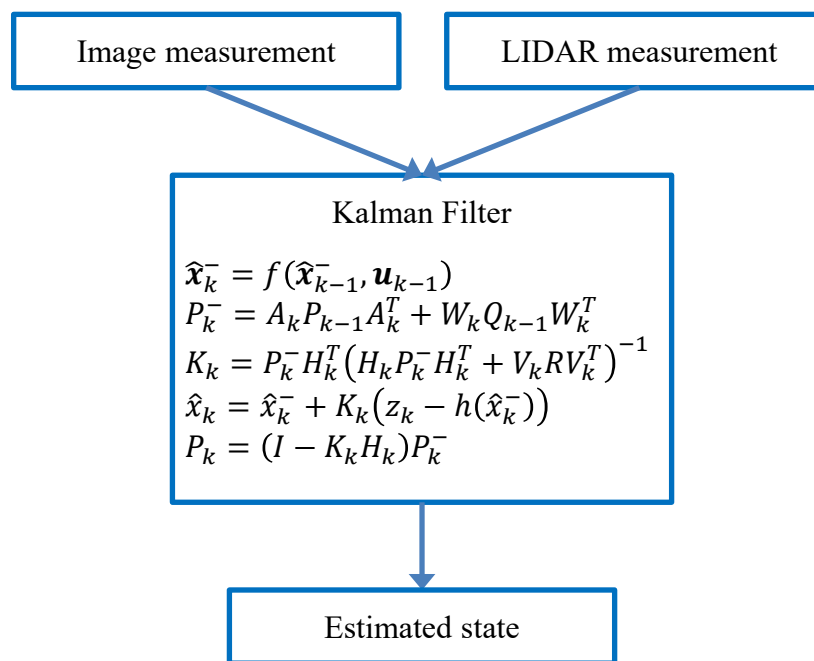 Image measurement
LIDAR measurement
Kalman Filter
𝒙̂ₖ⁻ = f(𝒙̂ₖ₋₁⁻, 𝒖ₖ₋₁)
Pₖ⁻ = AₖPₖ₋₁Aₖᵀ + WₖQₖ₋₁Wₖᵀ
Kₖ = Pₖ⁻Hₖᵀ(HₖPₖ⁻Hₖᵀ + VₖRVₖᵀ)⁻¹
x̂ₖ = x̂ₖ⁻ + Kₖ(zₖ − h(x̂ₖ⁻))
Pₖ = (I − KₖHₖ)Pₖ⁻
Estimated state